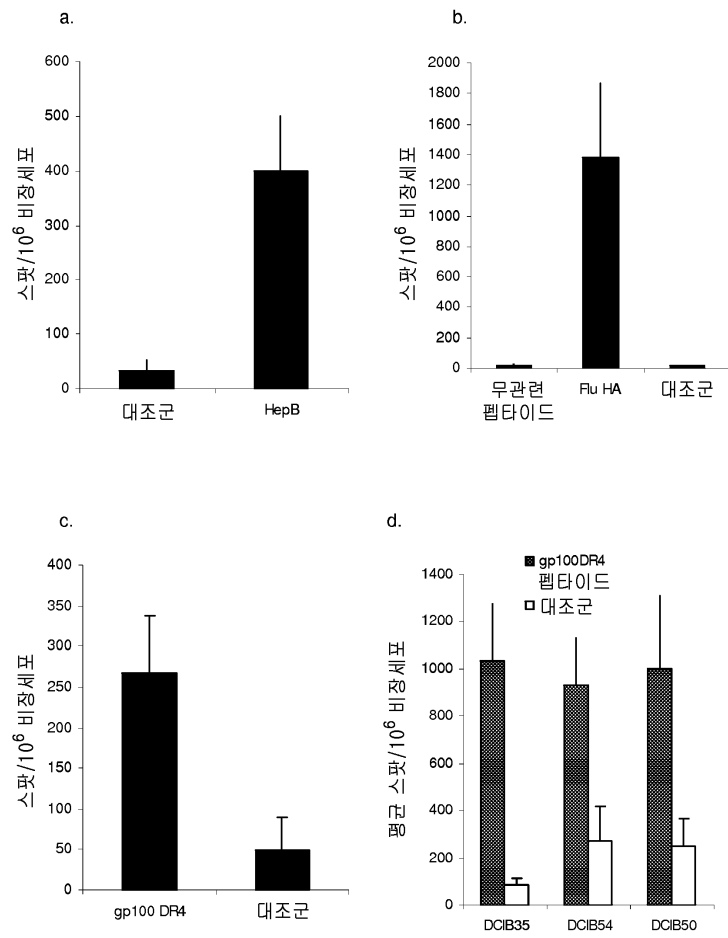 a.
600
500
400
300
200
100
0
스팟/10⁶ 비장세포
대조군
HepB
b.
2000
1800
1600
1400
1200
1000
800
600
400
200
0
스팟/10⁶ 비장세포
무관련
펩타이드
Flu HA
대조군
c.
400
350
300
250
200
150
100
50
0
스팟/10⁶ 비장세포
gp100 DR4
대조군
d.
gp100DR4
펩타이드
대조군
1400
1200
1000
800
600
400
200
0
평균 스팟/10⁶ 비장세포
DCIB35
DCIB54
DCIB50